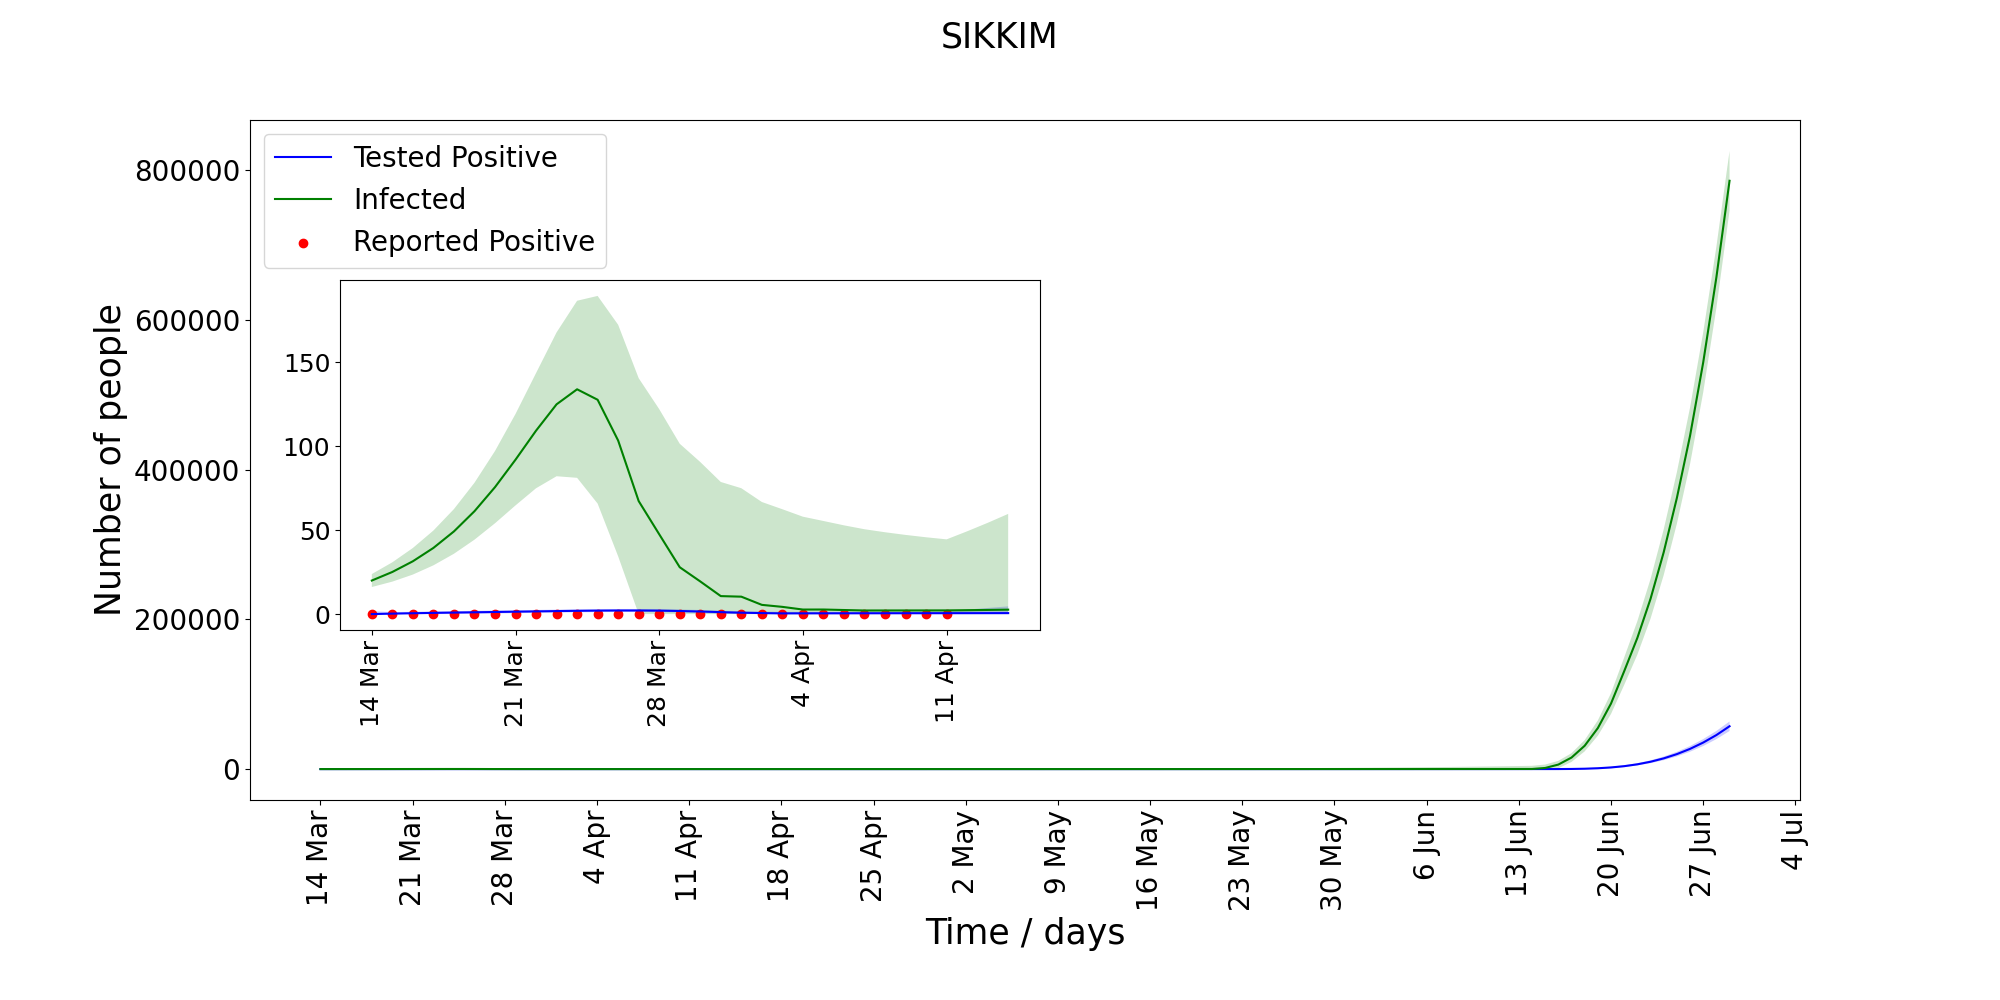 SIKKIM
Tested Positive
Infected
Reported Positive
Number of people
800000
600000
400000
200000
0
150
100
50
0
14 Mar
21 Mar
28 Mar
4 Apr
11 Apr
14 Mar
21 Mar
28 Mar
4 Apr
11 Apr
18 Apr
25 Apr
2 May
9 May
16 May
23 May
30 May
6 Jun
13 Jun
20 Jun
27 Jun
4 Jul
Time / days